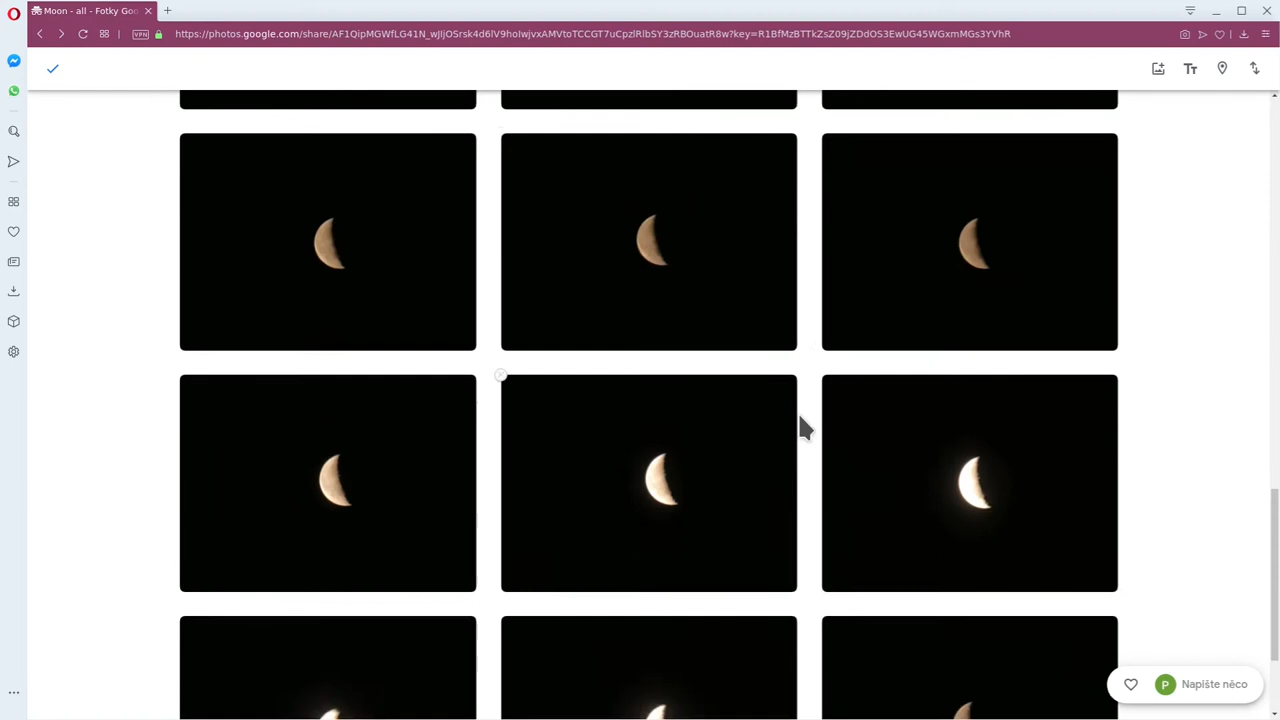 Moon - all - Fotky Goo
VPN
https://photos.google.com/share/AF1QipMGWfLG41N_wJIjOSrsk4d6lV9hoIwjvxAMVtoTCCGT7uCpzlRlbSY3zRBOuatR8w?key=R1BfMzBTTkZsZ09jZDdOS3EwUG45WGxmMGs3YVhR
Tт
P
Napište něco